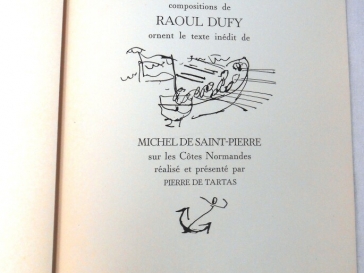 compositions de
RAOUL DUFY
ornent le texte inédit de
MICHEL DE SAINT-PIERRE
sur les Côtes Normandes
réalisé et présenté par
PIERRE DE TARTAS